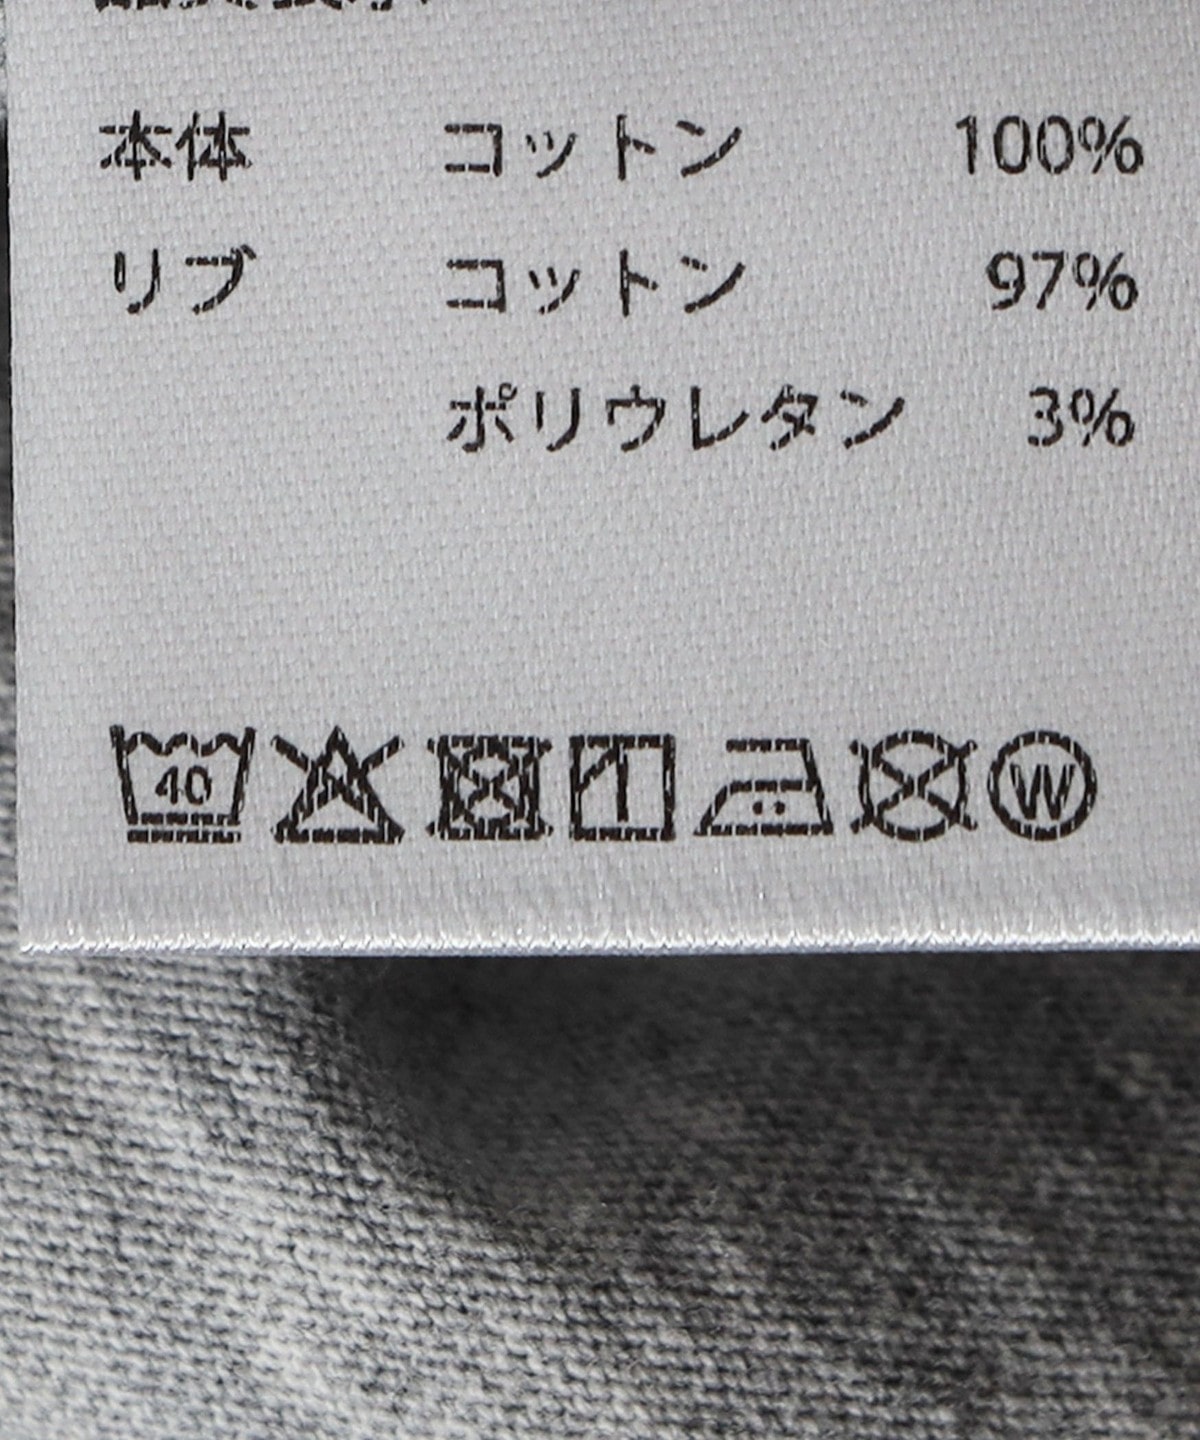 本体 コットン 100%
リブ コットン 97%
ポリウレタン 3%
40 W